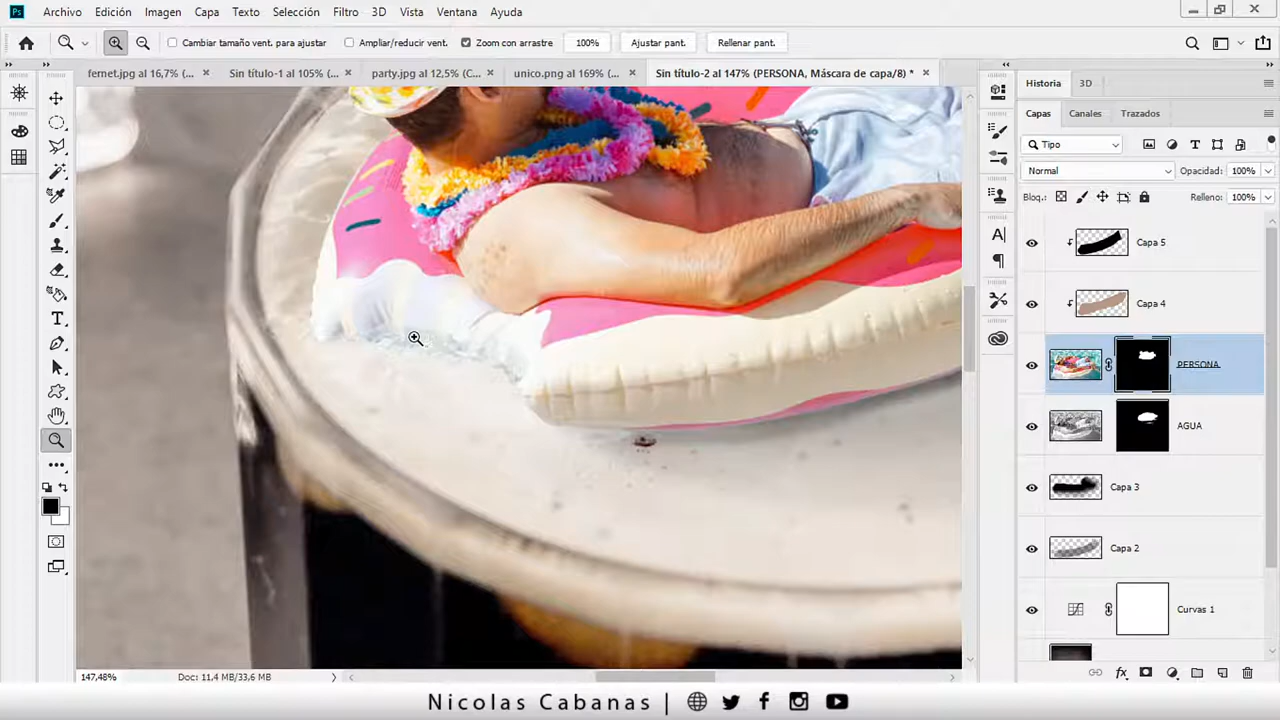 Ps Archivo Edición Imagen Capa Texto Selección Filtro 3D Vista Ventana Ayuda
Cambiar tamaño vent. para ajustar Ampliar/reducir vent. Zoom con arrastre 100% Ajustar pant. Rellenar pant.
fernet.jpg al 16,7% (... × Sin título-1 al 105% (... × party.jpg al 12,5% (C... × unico.png al 169% (... × Sin título-2 al 147% (PERSONA, Máscara de capa/8) * ×
Historia 3D
Capas Canales Trazados
Tipo
Normal Opacidad: 100%
Bloq.: Relleno: 100%
Capa 5
Capa 4
PERSONA
AGUA
Capa 3
Capa 2
Curvas 1
147,48% Doc: 11,4 MB/33,6 MB
Nicolas Cabanas |